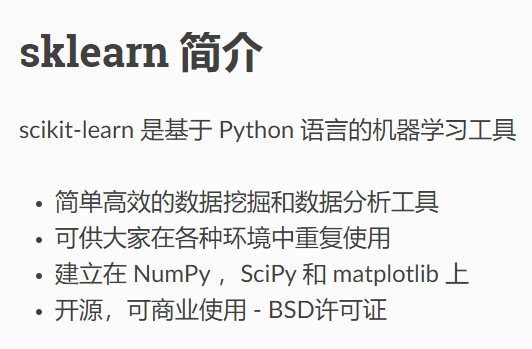 sklearn 简介
scikit-learn 是基于 Python 语言的机器学习工具
• 简单高效的数据挖掘和数据分析工具
• 可供大家在各种环境中重复使用
• 建立在 NumPy ，SciPy 和 matplotlib 上
• 开源，可商业使用 - BSD许可证